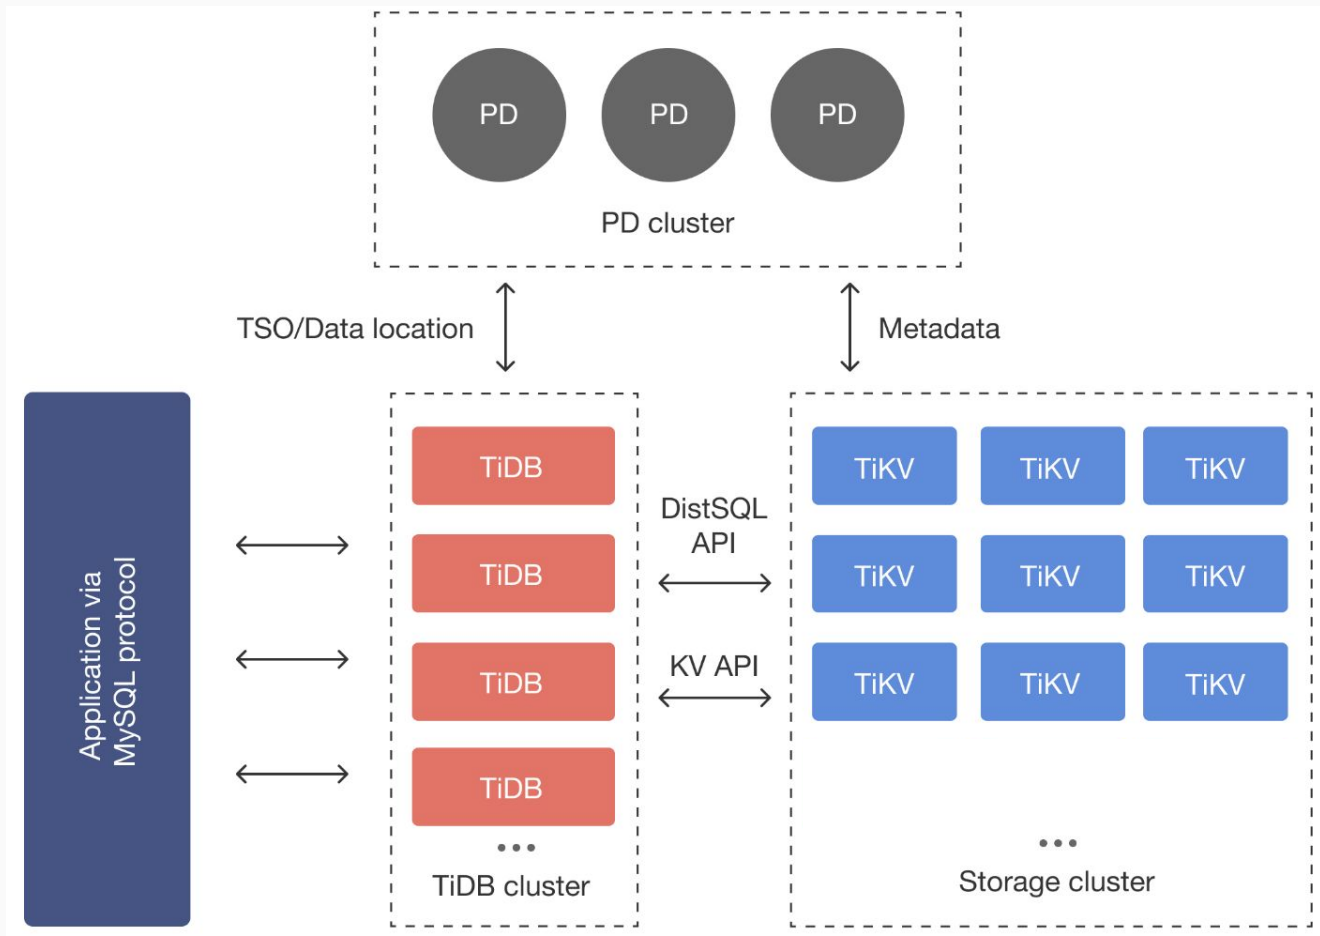 PD PD PD
PD cluster
TSO/Data location
Metadata
Application via
MySQL protocol
TiDB
TiDB
TiDB
TiDB
...
TiDB cluster
DistSQL
API
KV API
TiKV TiKV TiKV
TiKV TiKV TiKV
TiKV TiKV TiKV
...
Storage cluster